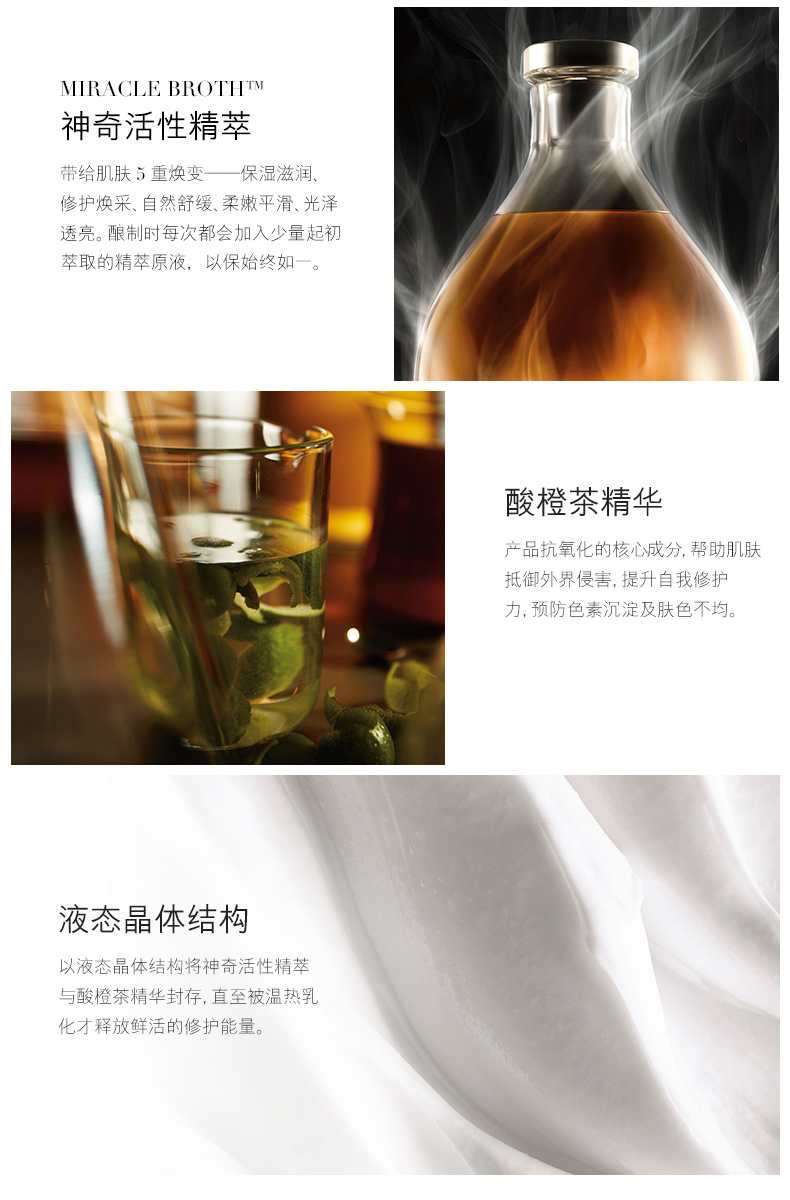 MIRACLE BROTH™
神奇活性精萃
带给肌肤 5 重焕变——保湿滋润、
修护焕采、自然舒缓、柔嫩平滑、光泽
透亮。酿制时每次都会加入少量起初
萃取的精萃原液，以保始终如一。
酸橙茶精华
产品抗氧化的核心成分, 帮助肌肤
抵御外界侵害, 提升自我修护
力, 预防色素沉淀及肤色不均。
液态晶体结构
以液态晶体结构将神奇活性精萃
与酸橙茶精华封存, 直至被温热乳
化才释放鲜活的修护能量。